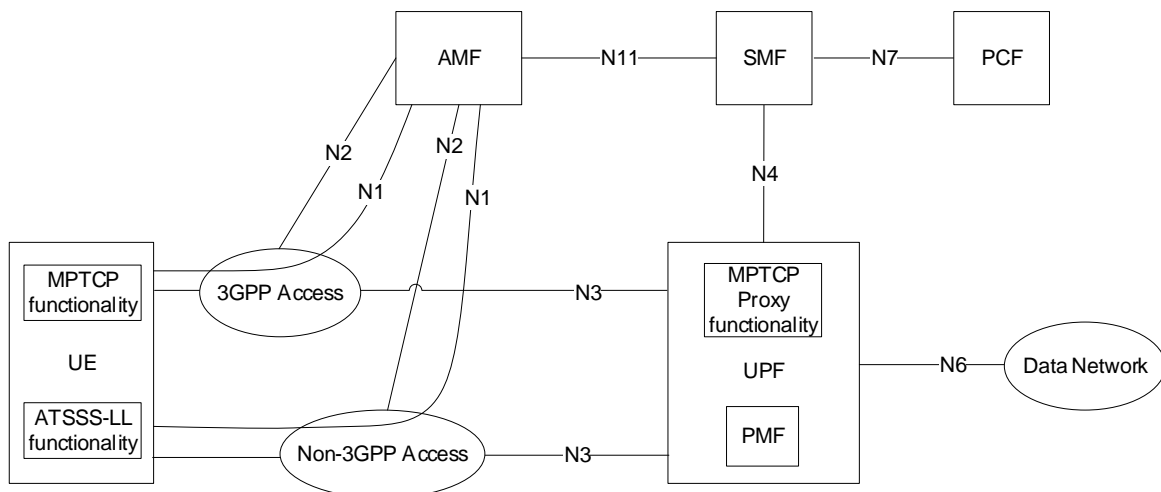 AMF
N11
SMF
N7
PCF
N2
N1
N2
N1
N4
MPTCP
functionality
UE
ATSSS-LL
functionality
3GPP Access
N3
Non-3GPP Access
N3
MPTCP
Proxy
functionality
UPF
PMF
N6
Data Network